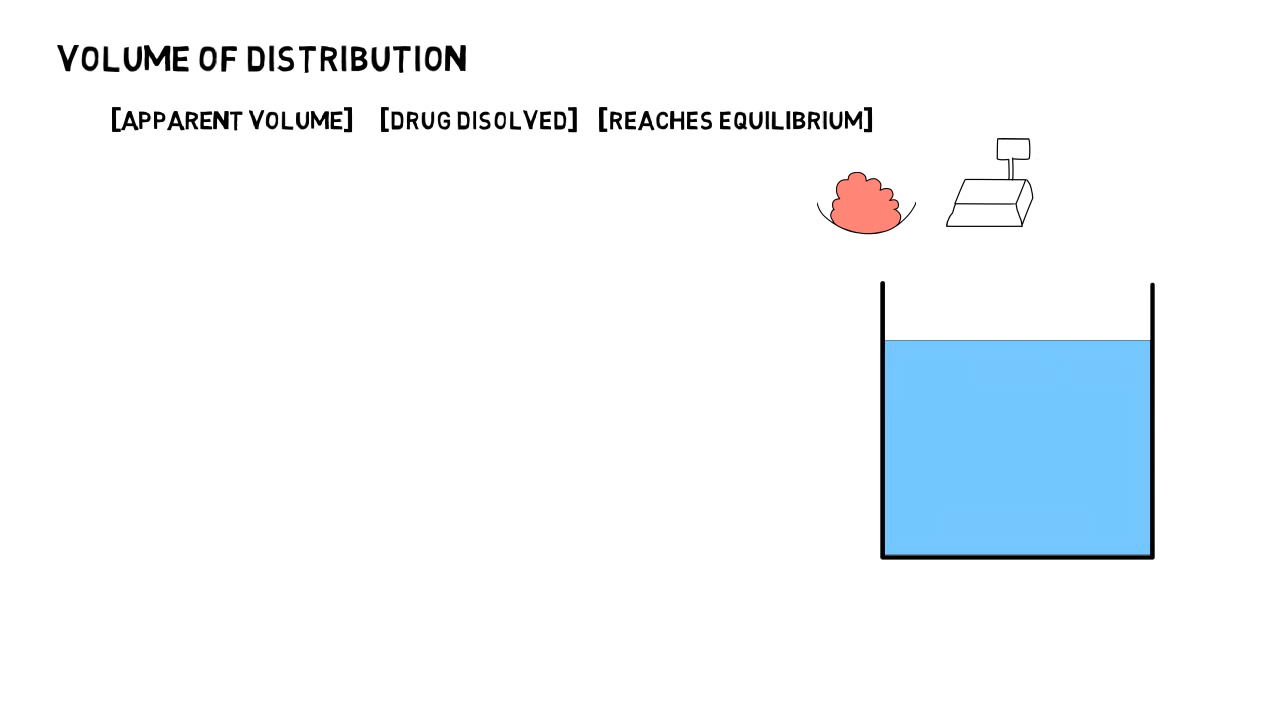 VOLUME OF DISTRIBUTION
[APPARENT VOLUME] [DRUG DISOLVED] [REACHES EQUILIBRIUM]